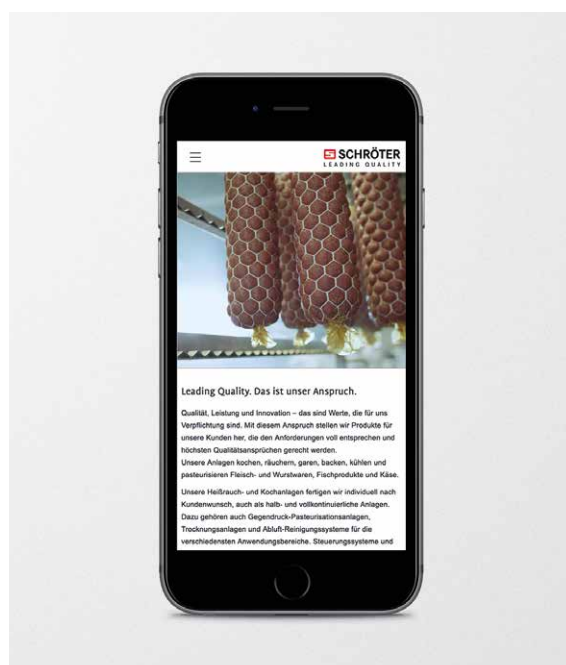 SCHRÖTER
LEADING QUALITY
Leading Quality. Das ist unser Anspruch.
Qualität, Leistung und Innovation – das sind Werte, die für uns
Verpflichtung sind. Mit diesem Anspruch stellen wir Produkte für
unsere Kunden her, die den Anforderungen voll entsprechen und
höchsten Qualitätsansprüchen gerecht werden.
Unsere Anlagen kochen, räuchern, garen, backen, kühlen und
pasteurisieren Fleisch- und Wurstwaren, Fischprodukte und Käse.
Unsere Heißrauch- und Kochanlagen fertigen wir individuell nach
Kundenwunsch, auch als halb- und vollkontinuierliche Anlagen.
Dazu gehören auch Gegendruck-Pasteurisationsanlagen,
Trocknungsanlagen und Abluft-Reinigungssysteme für die
verschiedensten Anwendungsbereiche. Steuerungssysteme und